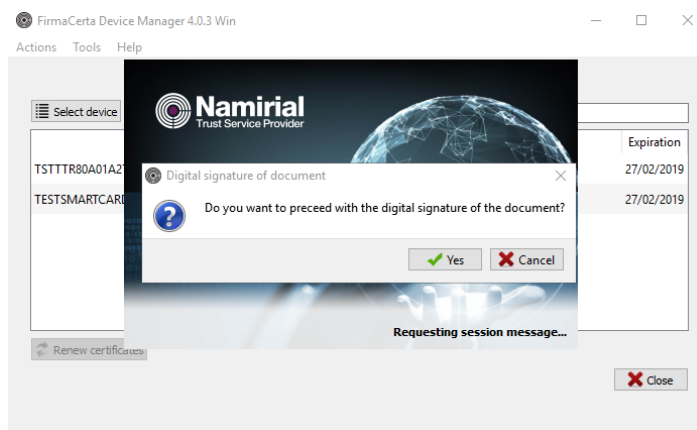 FirmaCerta Device Manager 4.0.3 Win
Actions Tools Help
Select device
Namirial
Trust Service Provider
Expiration
TSTTTR80A01A2
27/02/2019
TESTSMARTCARD
27/02/2019
Digital signature of document
Do you want to preceed with the digital signature of the document?
Yes Cancel
Requesting session message...
Renew certificates
Close